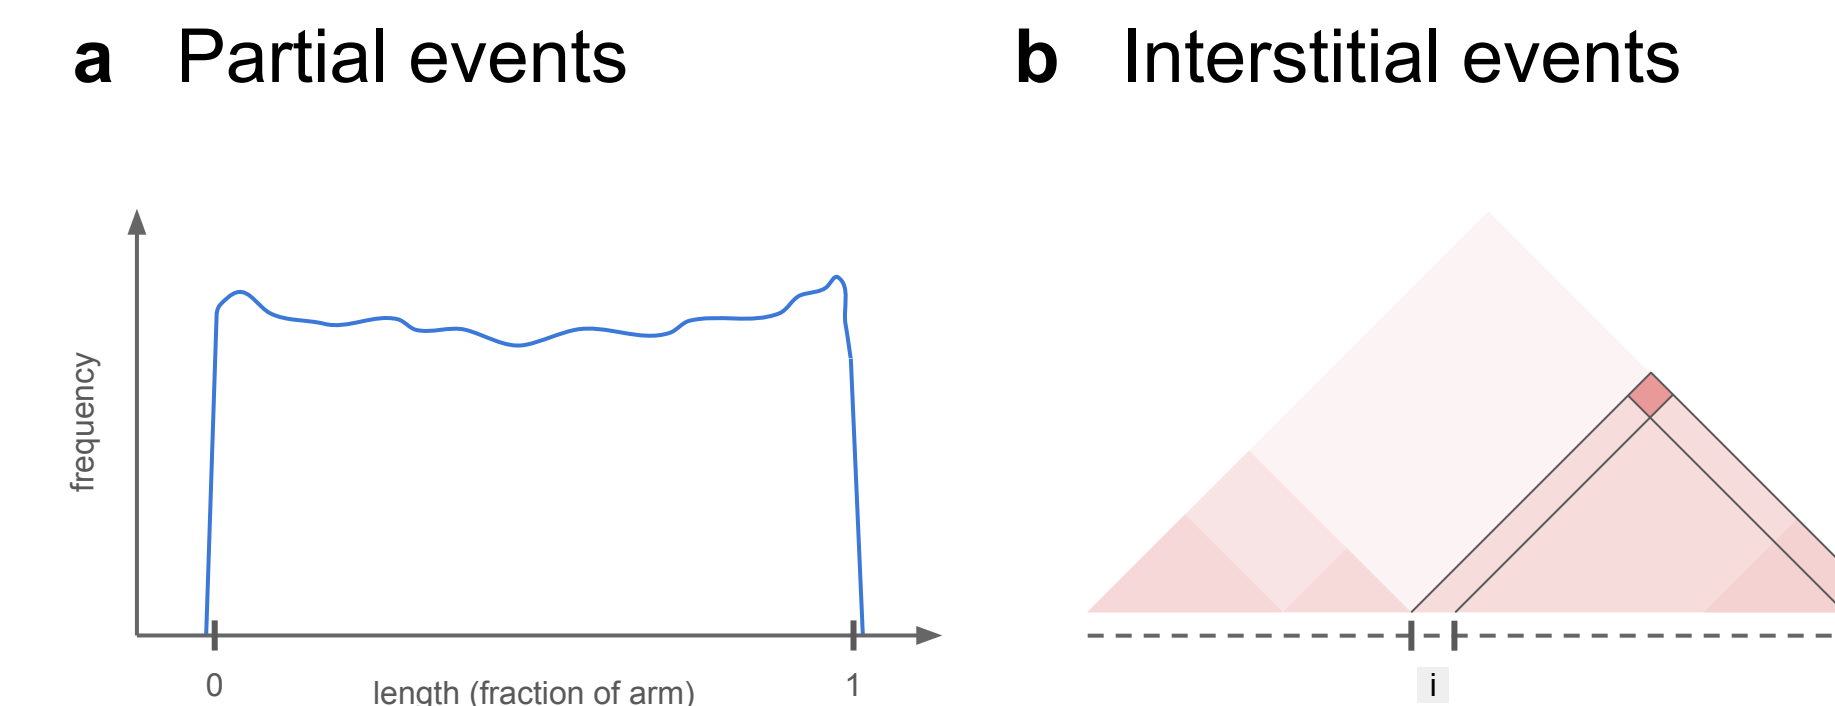 a Partial events
b Interstitial events
frequency
0
length (fraction of arm)
1
i